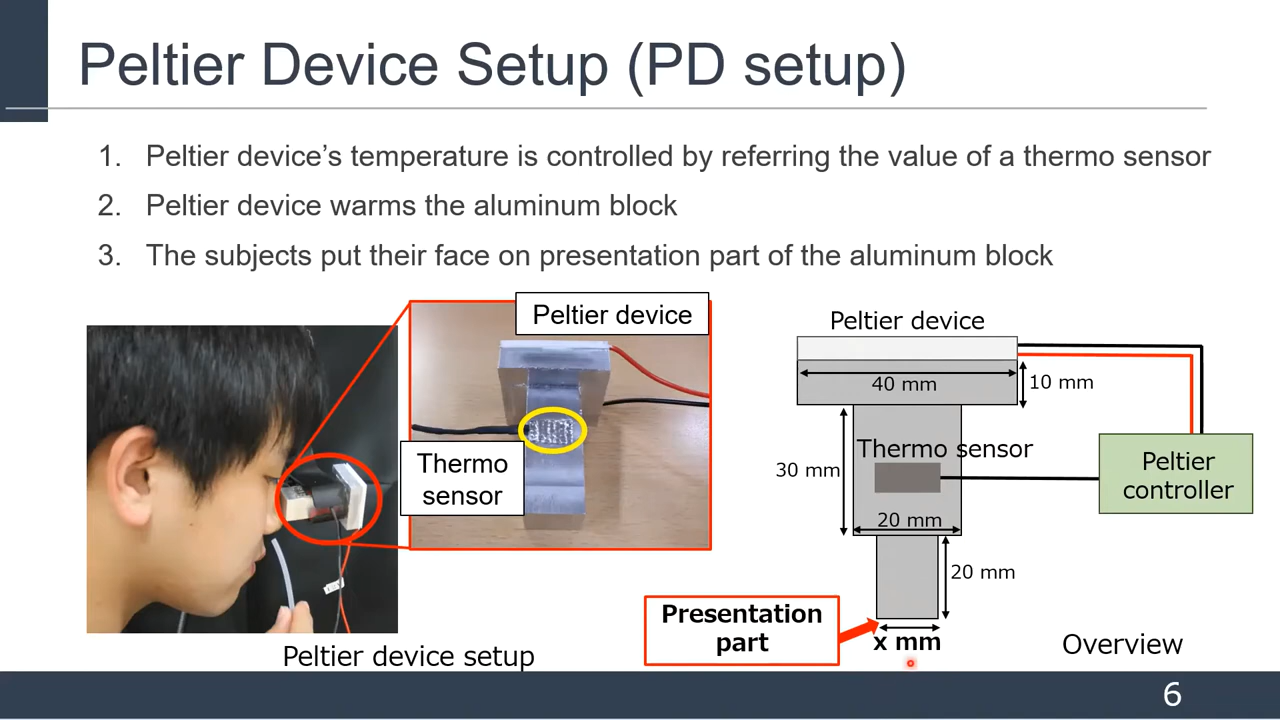 Peltier Device Setup (PD setup)
1. Peltier device’s temperature is controlled by referring the value of a thermo sensor
2. Peltier device warms the aluminum block
3. The subjects put their face on presentation part of the aluminum block
Peltier device
Thermo
sensor
Peltier device setup
Peltier device
40 mm
10 mm
Thermo sensor
30 mm
20 mm
Peltier
controller
20 mm
Presentation
part
x mm
Overview
6